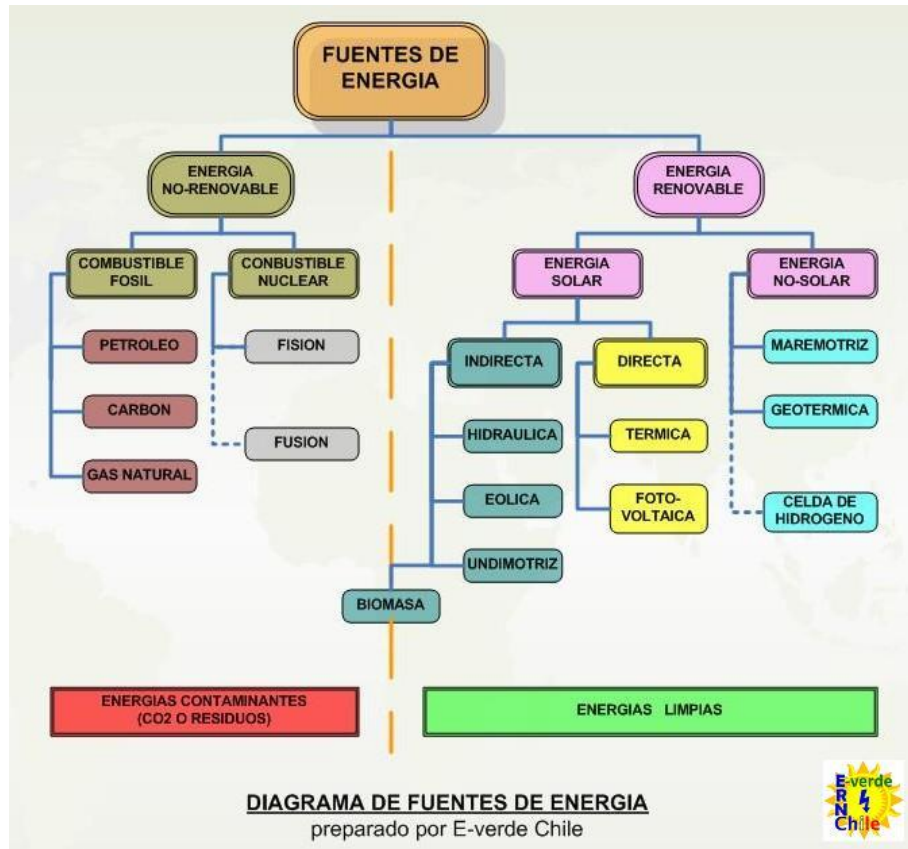 FUENTES DE
ENERGIA
ENERGIA
NO-RENOVABLE
ENERGIA
RENOVABLE
COMBUSTIBLE
FOSIL
CONBUSTIBLE
NUCLEAR
ENERGIA
SOLAR
ENERGIA
NO-SOLAR
PETROLEO
FISION
INDIRECTA
DIRECTA
MAREMOTRIZ
CARBON
FUSION
HIDRAULICA
TERMICA
GEOTERMICA
GAS NATURAL
EOLICA
FOTO-
VOLTAICA
CELDA DE
HIDROGENO
UNDIMOTRIZ
BIOMASA
ENERGIAS CONTAMINANTES
(CO2 O RESIDUOS)
ENERGIAS LIMPIAS
DIAGRAMA DE FUENTES DE ENERGIA
preparado por E-verde Chile
E-verde
R
N
Chile